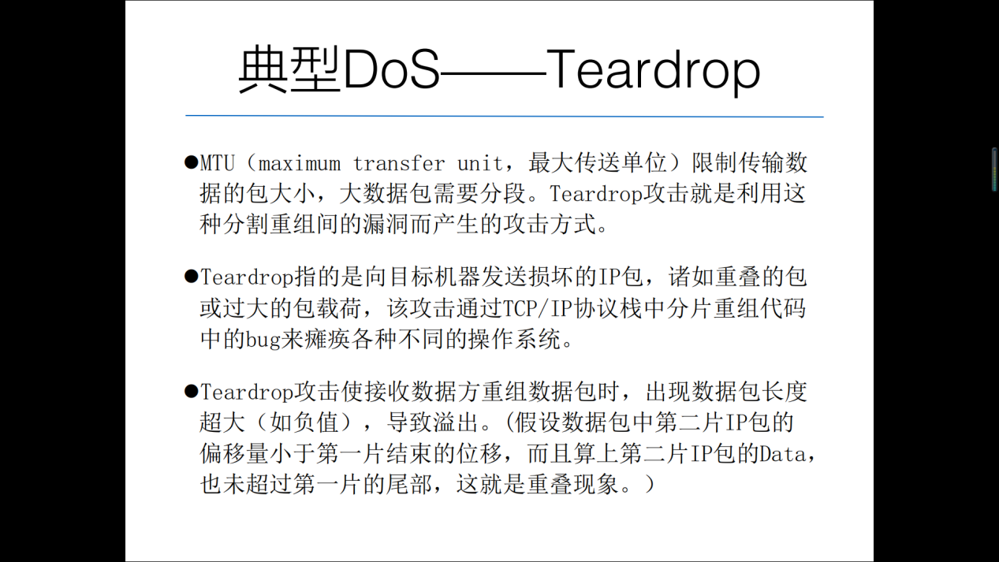 典型DoS——Teardrop
●MTU（maximum transfer unit，最大传送单位）限制传输数
据的包大小，大数据包需要分段。Teardrop攻击就是利用这
种分割重组间的漏洞而产生的攻击方式。
●Teardrop指的是向目标机器发送损坏的IP包，诸如重叠的包
或过大的包载荷，该攻击通过TCP/IP协议栈中分片重组代码
中的bug来瘫痪各种不同的操作系统。
●Teardrop攻击使接收数据方重组数据包时，出现数据包长度
超大（如负值），导致溢出。(假设数据包中第二片IP包的
偏移量小于第一片结束的位移，而且算上第二片IP包的Data，
也未超过第一片的尾部，这就是重叠现象。）